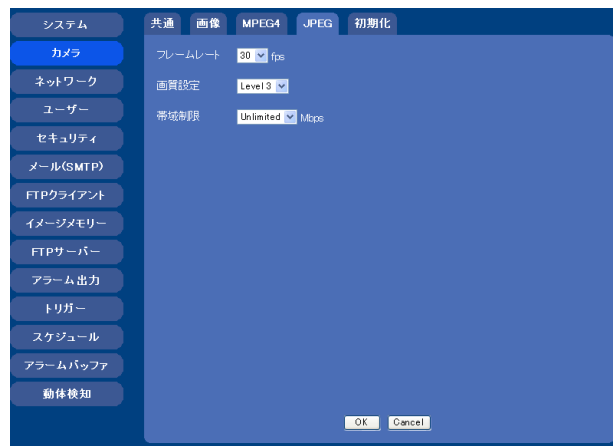 システム
カメラ
ネットワーク
ユーザー
セキュリティ
メール(SMTP)
FTPクライアント
イメージメモリー
FTPサーバー
アラーム出力
トリガー
スケジュール
アラームバッファ
動体検知
共通 画像 MPEG4 JPEG 初期化
フレームレート 30 fps
画質設定 Level 3
帯域制限 Unlimited Mbps
OK Cancel